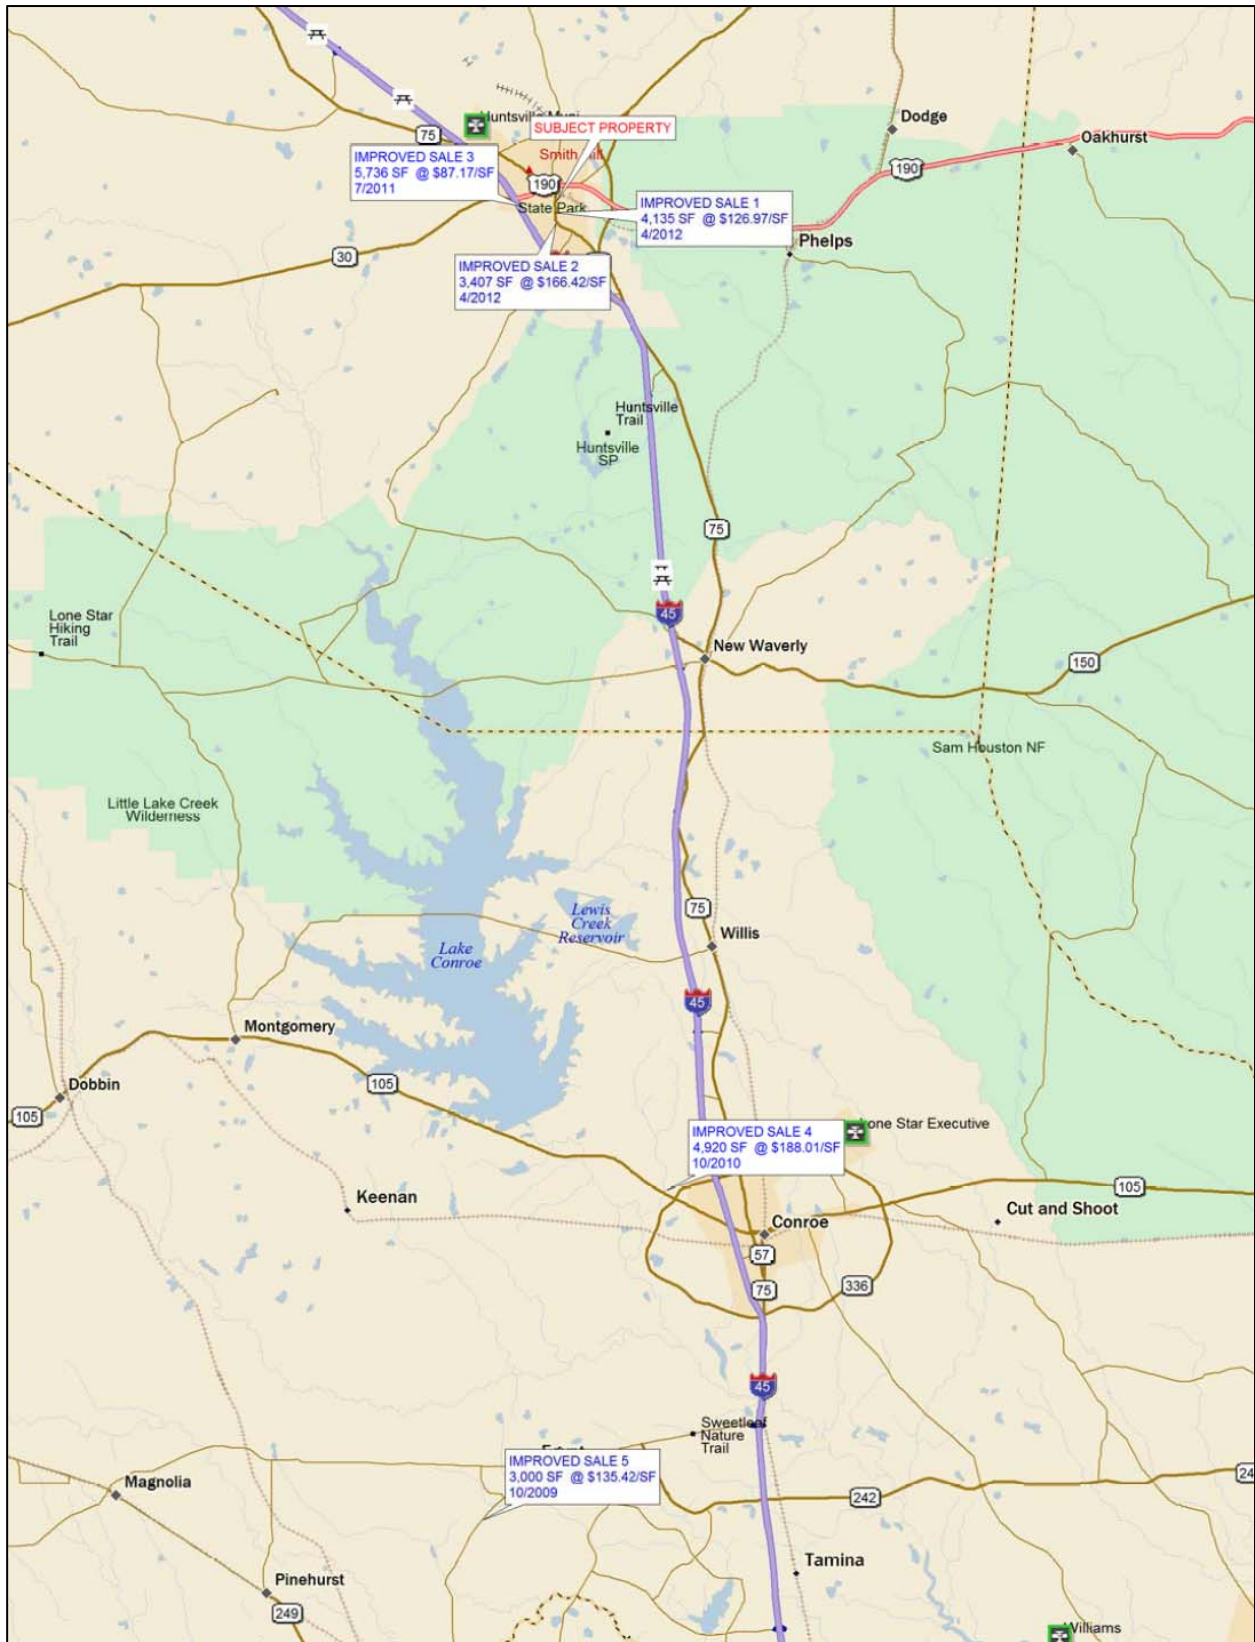 Huntsville Muni
SUBJECT PROPERTY
75
Dodge
Oakhurst
IMPROVED SALE 3
5,736 SF @ $87.17/SF
7/2011
190
190
State Park
IMPROVED SALE 1
4,135 SF @ $126.97/SF
4/2012
Phelps
30
IMPROVED SALE 2
3,407 SF @ $166.42/SF
4/2012
Huntsville
Trail
Huntsville
SP
75
45
Lone Star
Hiking
Trail
New Waverly
150
Sam Houston NF
Little Lake Creek
Wilderness
75
Lewis
Creek
Reservoir
Willis
Lake
Conroe
45
Montgomery
Dobbin
105
105
IMPROVED SALE 4
4,920 SF @ $188.01/SF
10/2010
Lone Star Executive
Keenan
105
Cut and Shoot
Conroe
57
75
336
45
Sweetleaf
Nature
Trail
IMPROVED SALE 5
3,000 SF @ $135.42/SF
10/2009
Magnolia
242
24
Tamina
Pinehurst
249
Williams